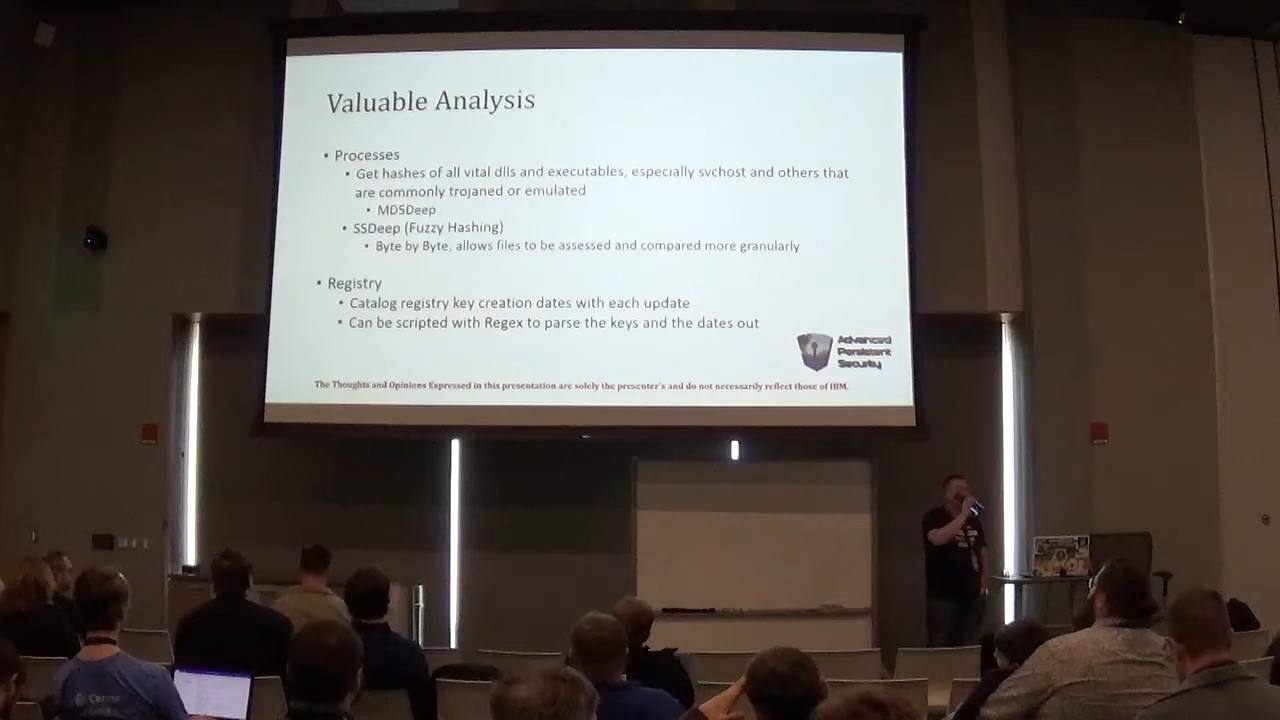 Valuable Analysis
• Processes
• Get hashes of all vital dlls and executables, especially svchost and others that
are commonly trojaned or emulated
• MD5Deep
• SSDeep (Fuzzy Hashing)
• Byte by Byte, allows files to be assessed and compared more granularly
• Registry
• Catalog registry key creation dates with each update
• Can be scripted with Regex to parse the keys and the dates out
Advanced
Persistent
Security
The Thoughts and Opinions Expressed in this presentation are solely the presenter's and do not necessarily reflect those of IBM.